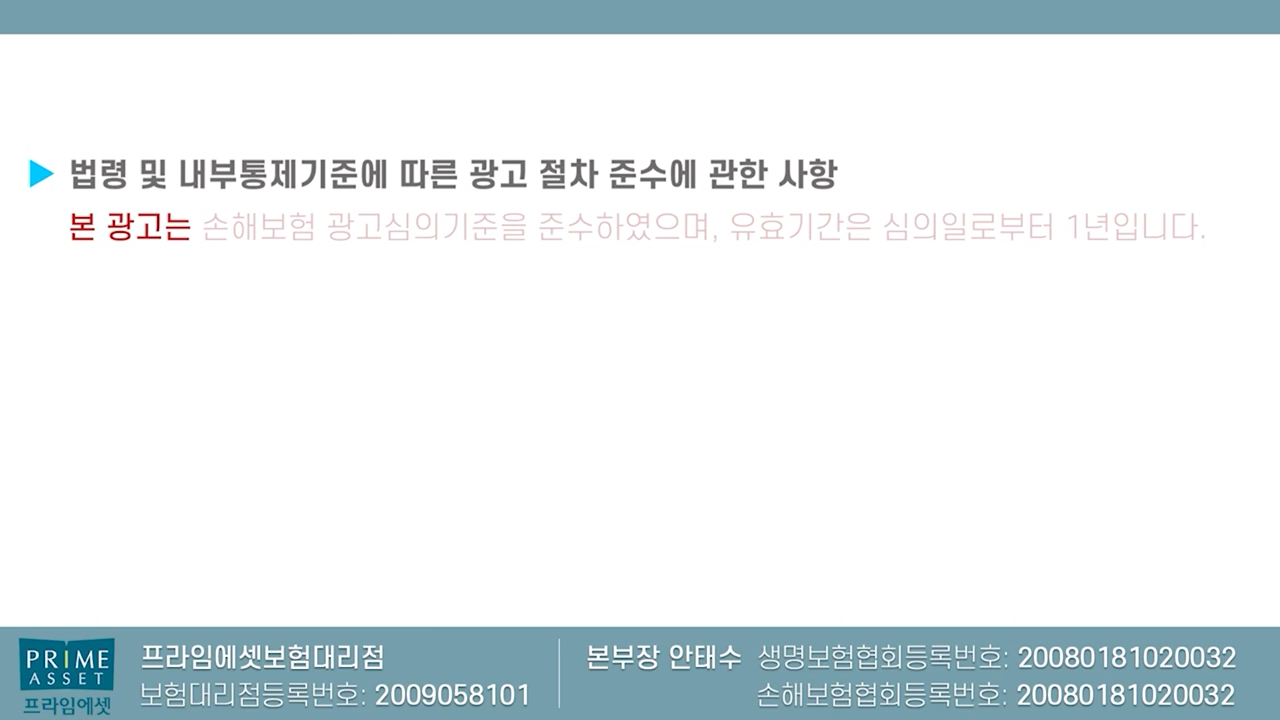 ▶ 법령 및 내부통제기준에 따른 광고 절차 준수에 관한 사항
본 광고는 손해보험 광고심의기준을 준수하였으며, 유효기간은 심의일로부터 1년입니다.
PRIME
ASSET
프라임에셋
프라임에셋보험대리점
보험대리점등록번호: 2009058101
본부장 안태수 생명보험협회등록번호: 20080181020032
손해보험협회등록번호: 20080181020032